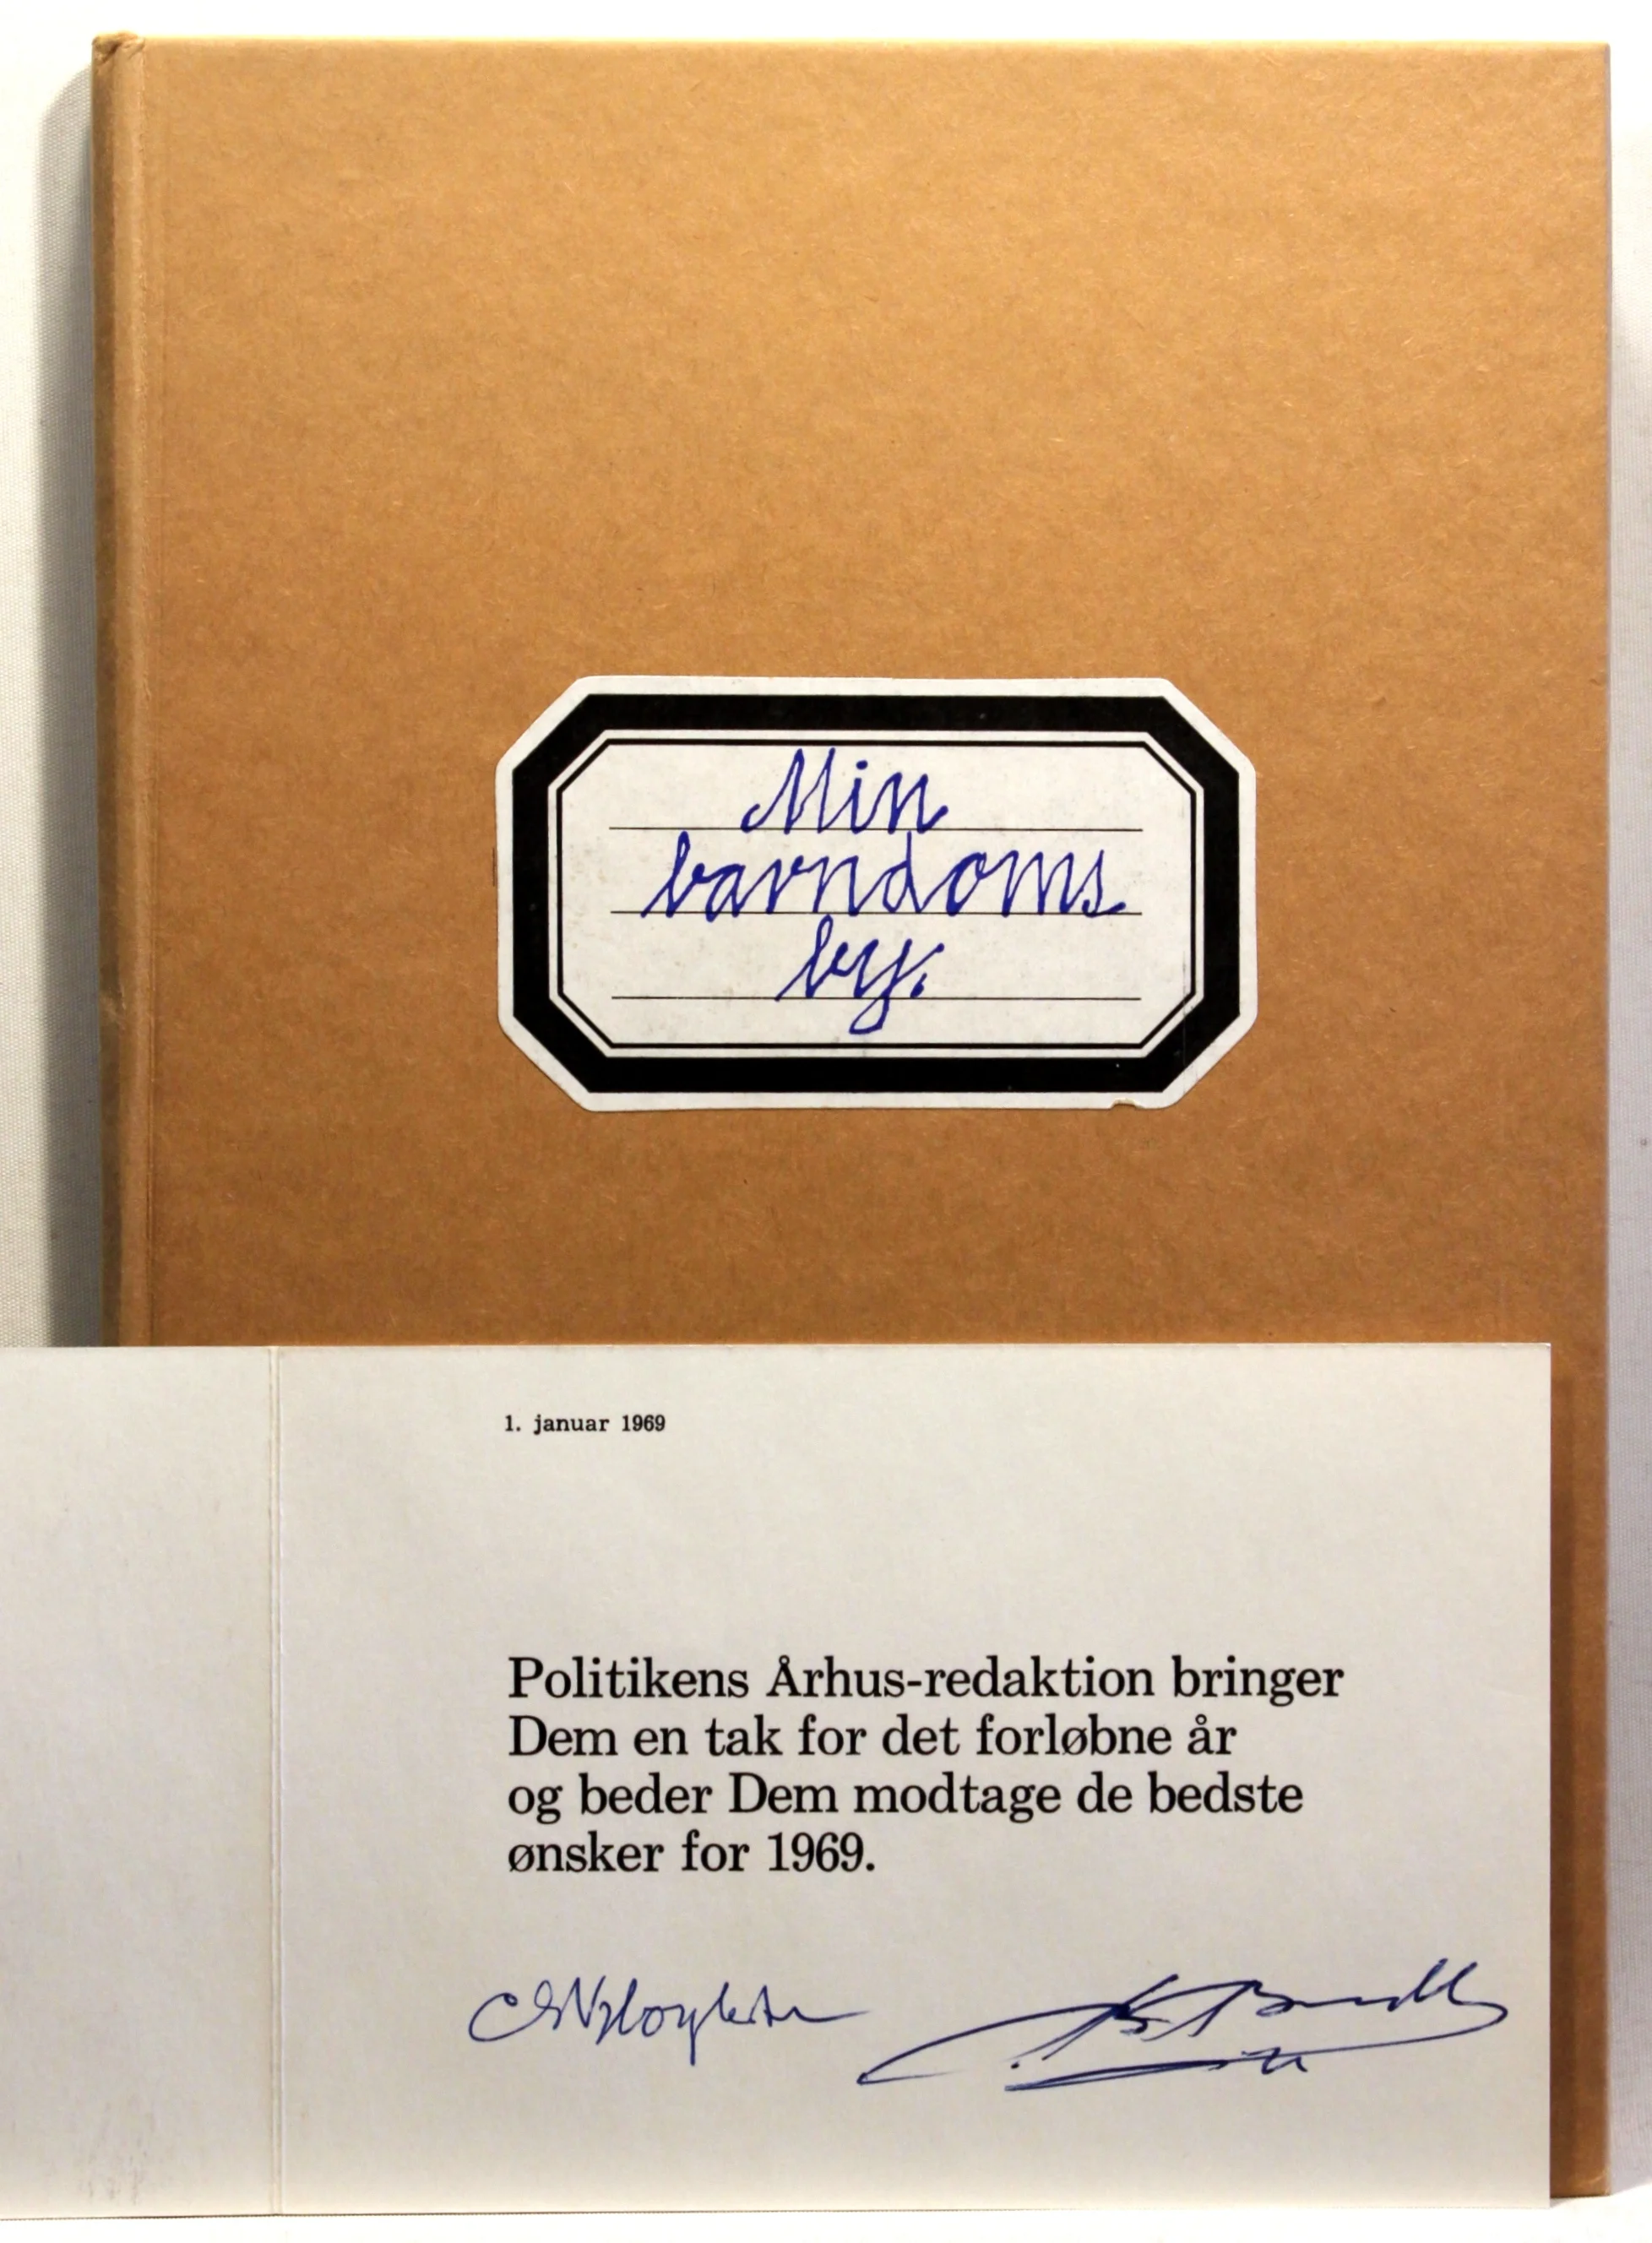 Min
barndoms
by.
1. januar 1969
Politikens Århus-redaktion bringer
Dem en tak for det forløbne år
og beder Dem modtage de bedste
ønsker for 1969.